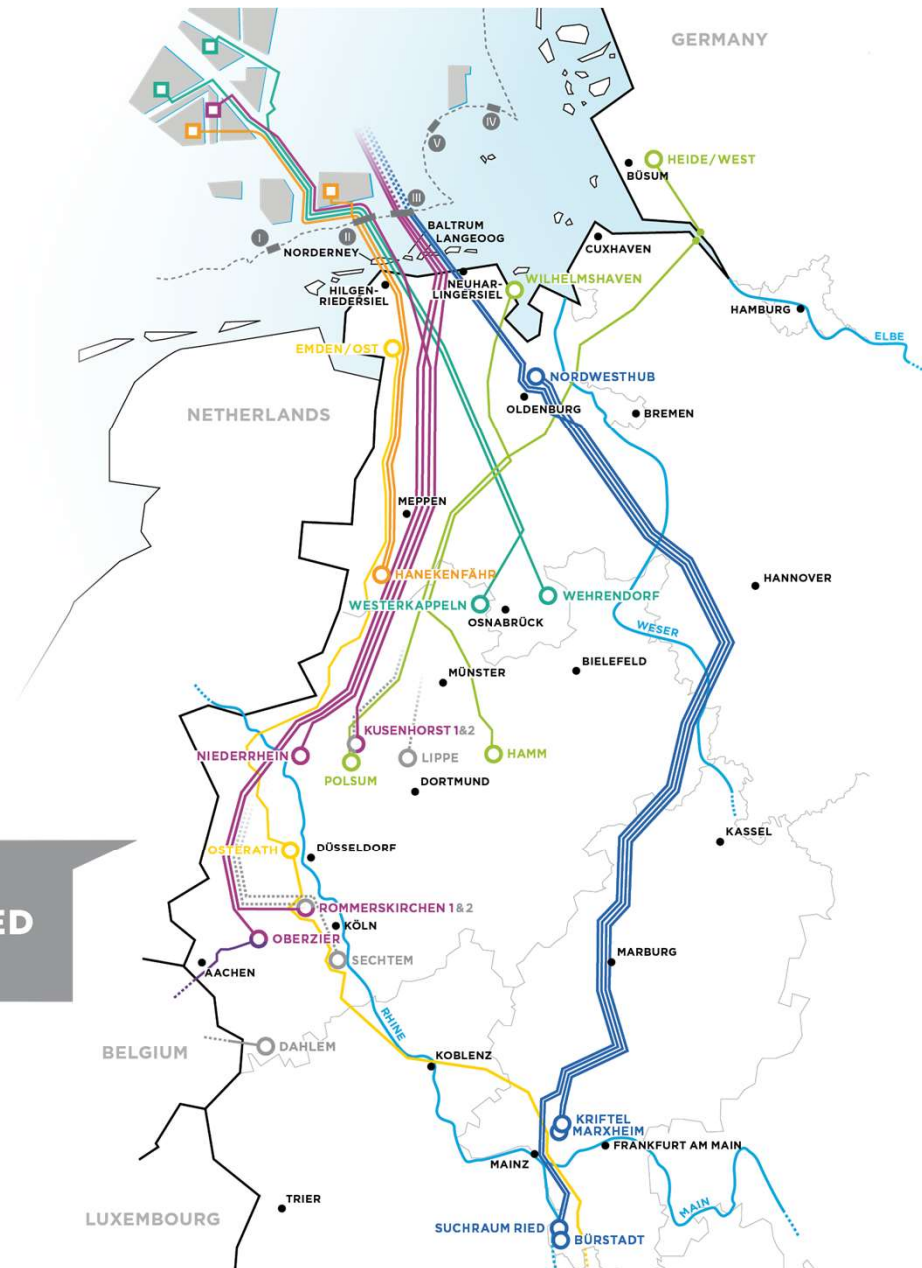 GERMANY
IV
V
HEIDE/WEST
BÜSUM
III
I
II
BALTRUM
LANGEOOG
CUXHAVEN
NORDERNEY
NEUHAR-
LINGERSIEL
WILHELMSHAVEN
HILGEN-
RIEDERSIEL
HAMBURG
ELBE
EMDEN/OST
NORDWESTHUB
NETHERLANDS
OLDENBURG
BREMEN
MEPPEN
HANEKENFÄHR
HANNOVER
WESTERKAPPELN
WEHRENDORF
OSNABRÜCK
WESER
BIELEFELD
MÜNSTER
KUSENHORST 1&2
NIEDERRHEIN
LIPPE
HAMM
POLSUM
DORTMUND
KASSEL
OSTERATH
DÜSSELDORF
ED
ROMMERSKIRCHEN 1&2
KÖLN
OBERZIER
SECHTEM
MARBURG
AACHEN
RHINE
BELGIUM
DAHLEM
KOBLENZ
KRIFTEL
MARXHEIM
FRANKFURT AM MAIN
MAINZ
MAIN
TRIER
LUXEMBOURG
SUCHRAUM RIED
BÜRSTADT